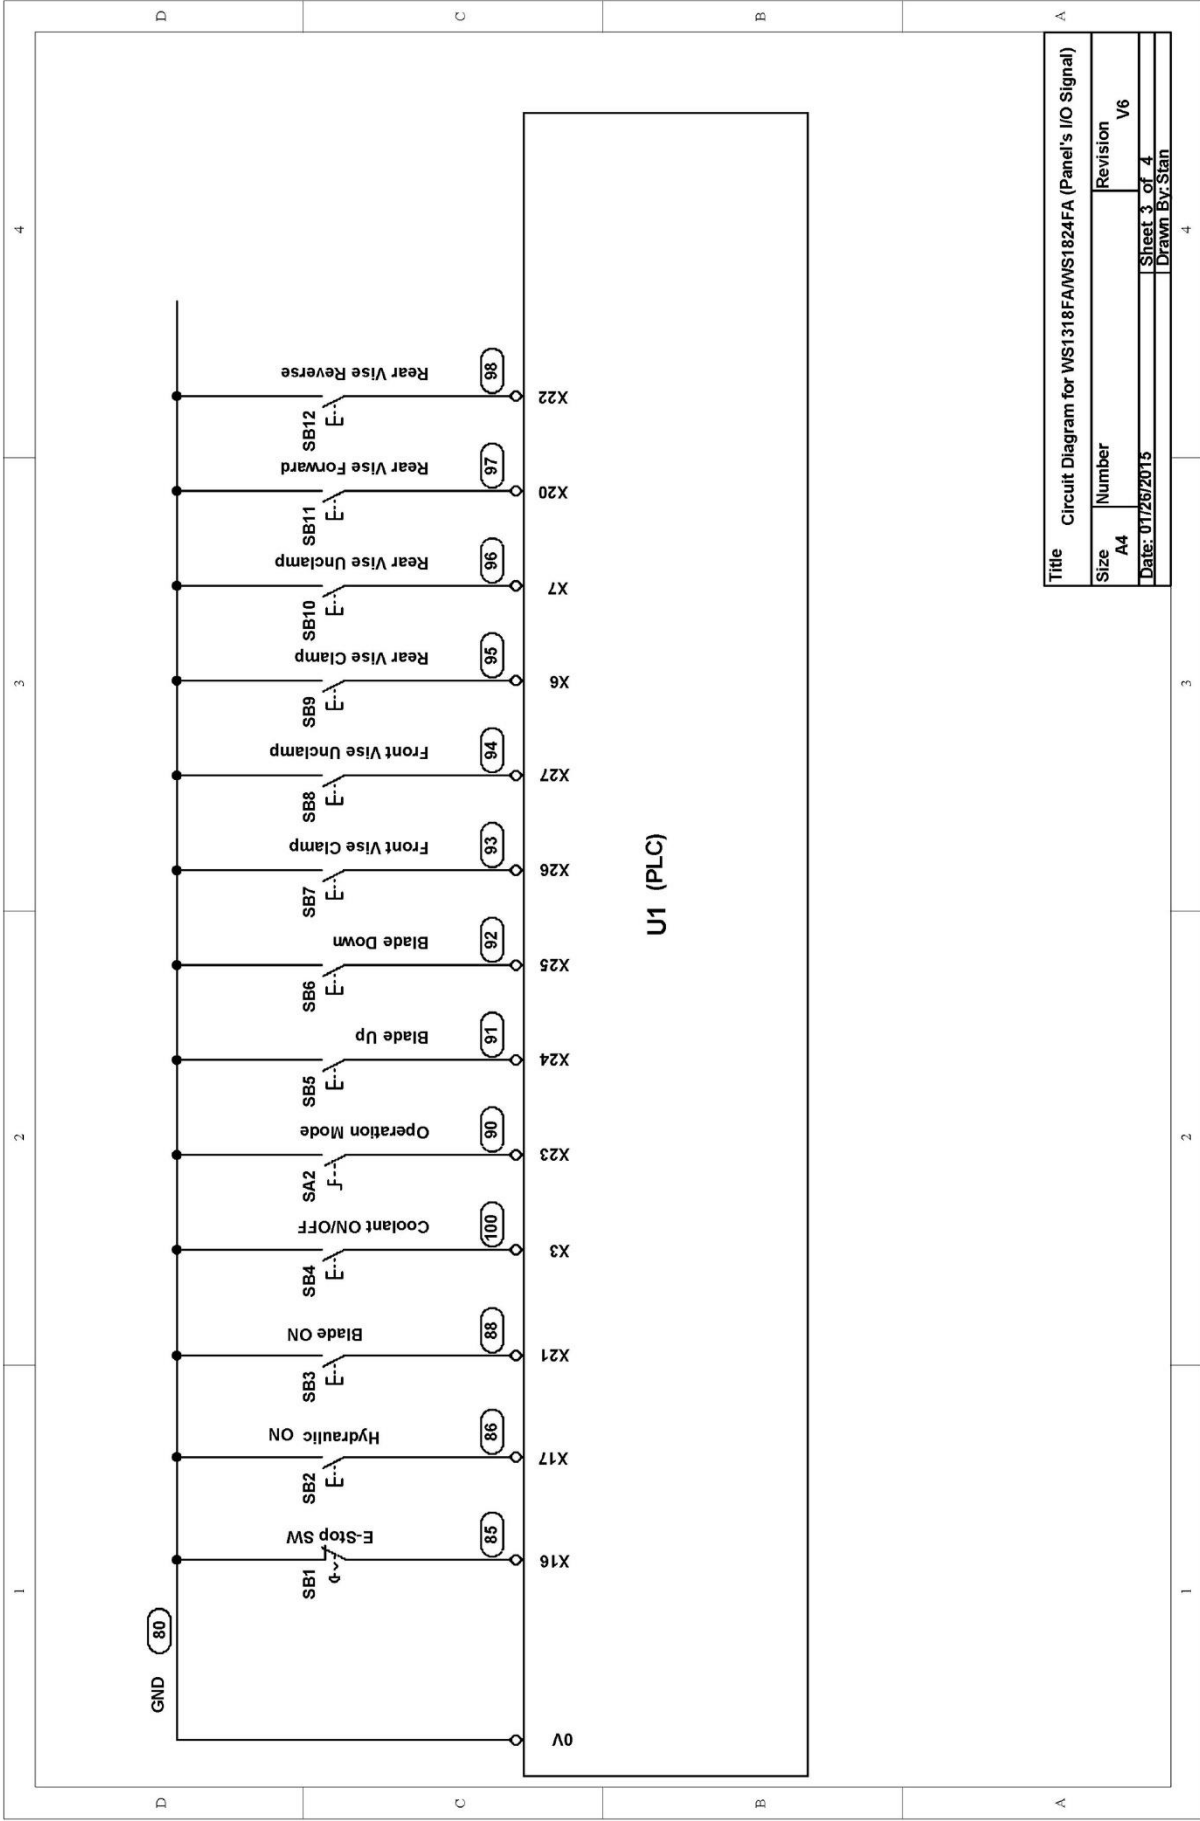 D
C
B
A
1
2
3
4
GND
80
0V
SB1
E-Stop SW
85
X16
SB2
Hydraulic ON
86
X17
SB3
Blade ON
88
X21
SB4
Coolant ON/OFF
100
X3
SA2
Operation Mode
90
X23
SB5
Blade Up
91
X24
SB6
Blade Down
92
X25
SB7
Front Vise Clamp
93
X26
SB8
Front Vise Unclamp
94
X27
SB9
Rear Vise Clamp
95
X6
SB10
Rear Vise Unclamp
96
X7
SB11
Rear Vise Forward
97
X20
SB12
Rear Vise Reverse
98
X22
U1 (PLC)
Title
Circuit Diagram for WS1318FA/WS1824FA (Panel's I/O Signal)
Size
A4
Number
Revision
V6
Date: 01/26/2015
Sheet 3 of 4
Drawn By: Stan
1
2
3
4
D
C
B
A